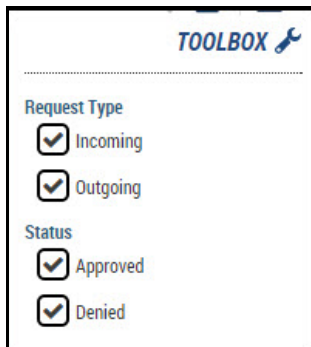 TOOLBOX
Request Type
Incoming
Outgoing
Status
Approved
Denied